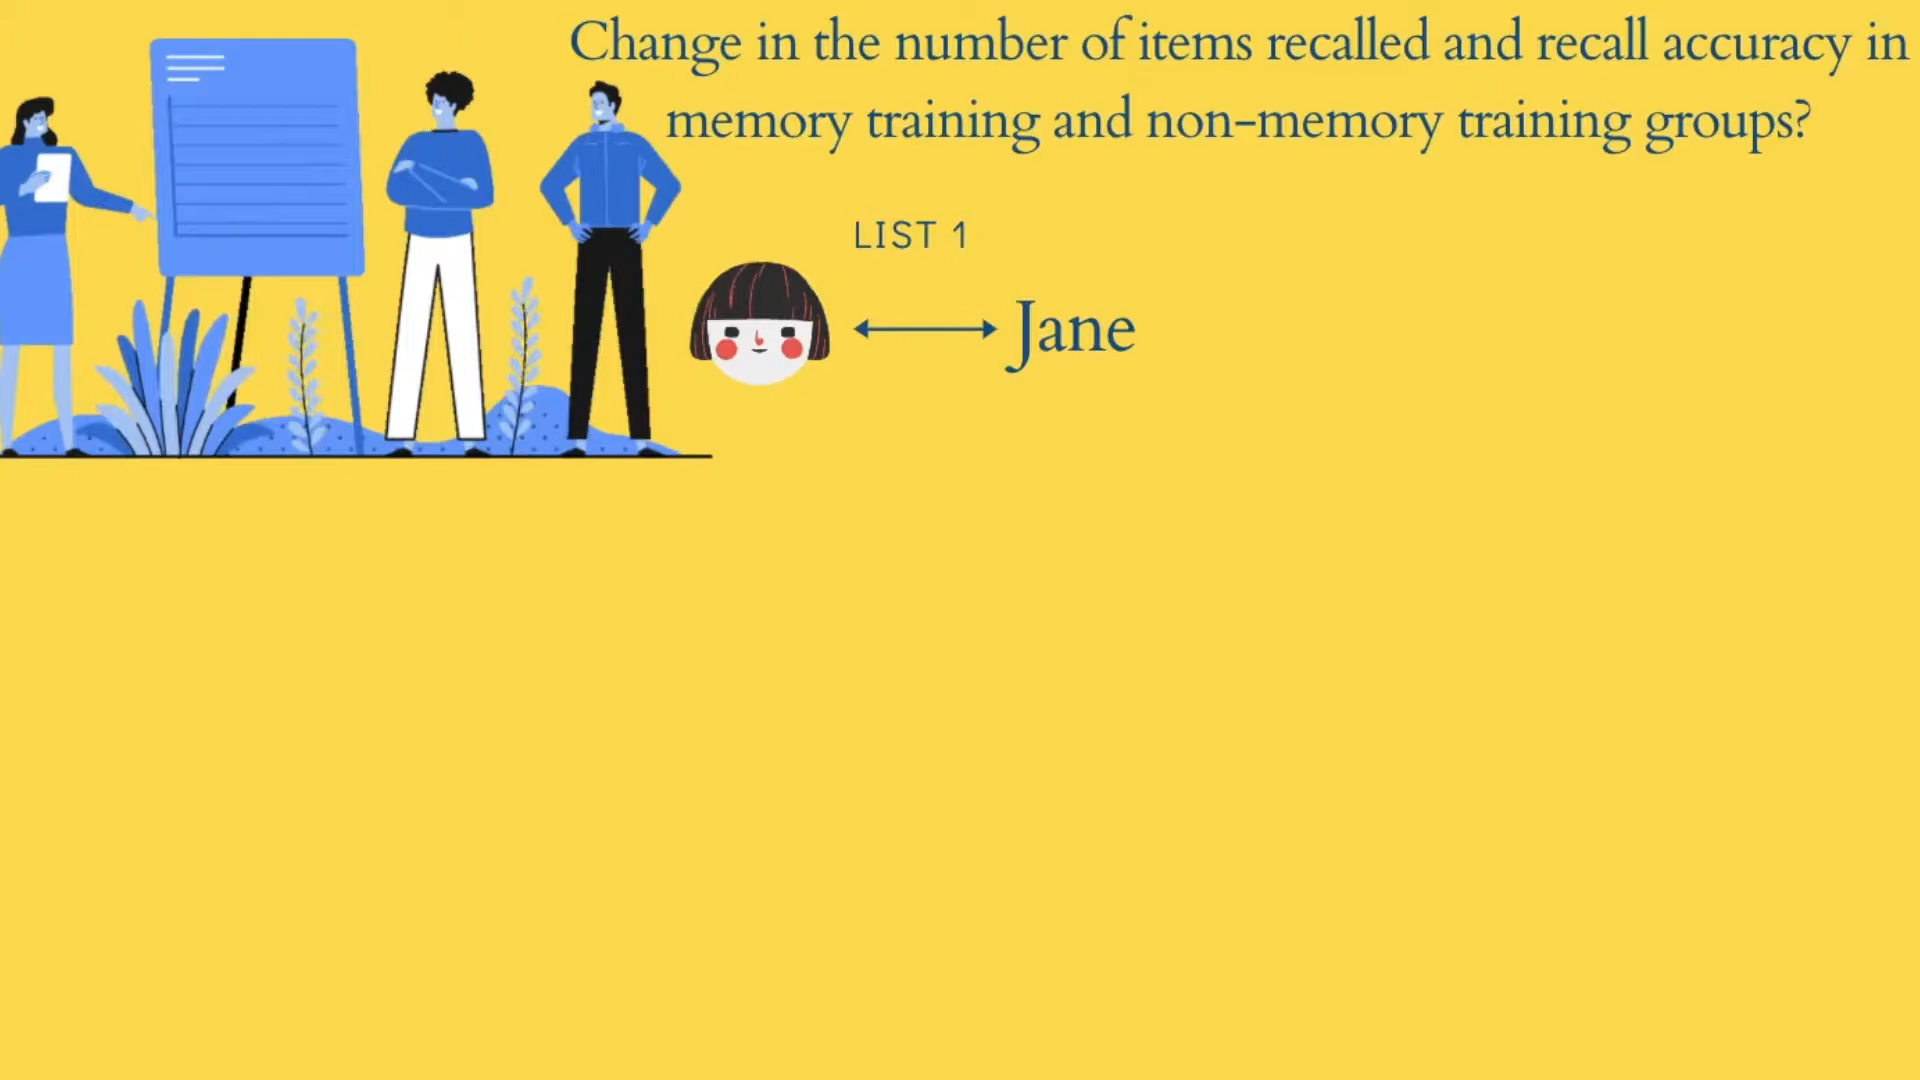 Change in the number of items recalled and recall accuracy in
memory training and non-memory training groups?
LIST 1
Jane